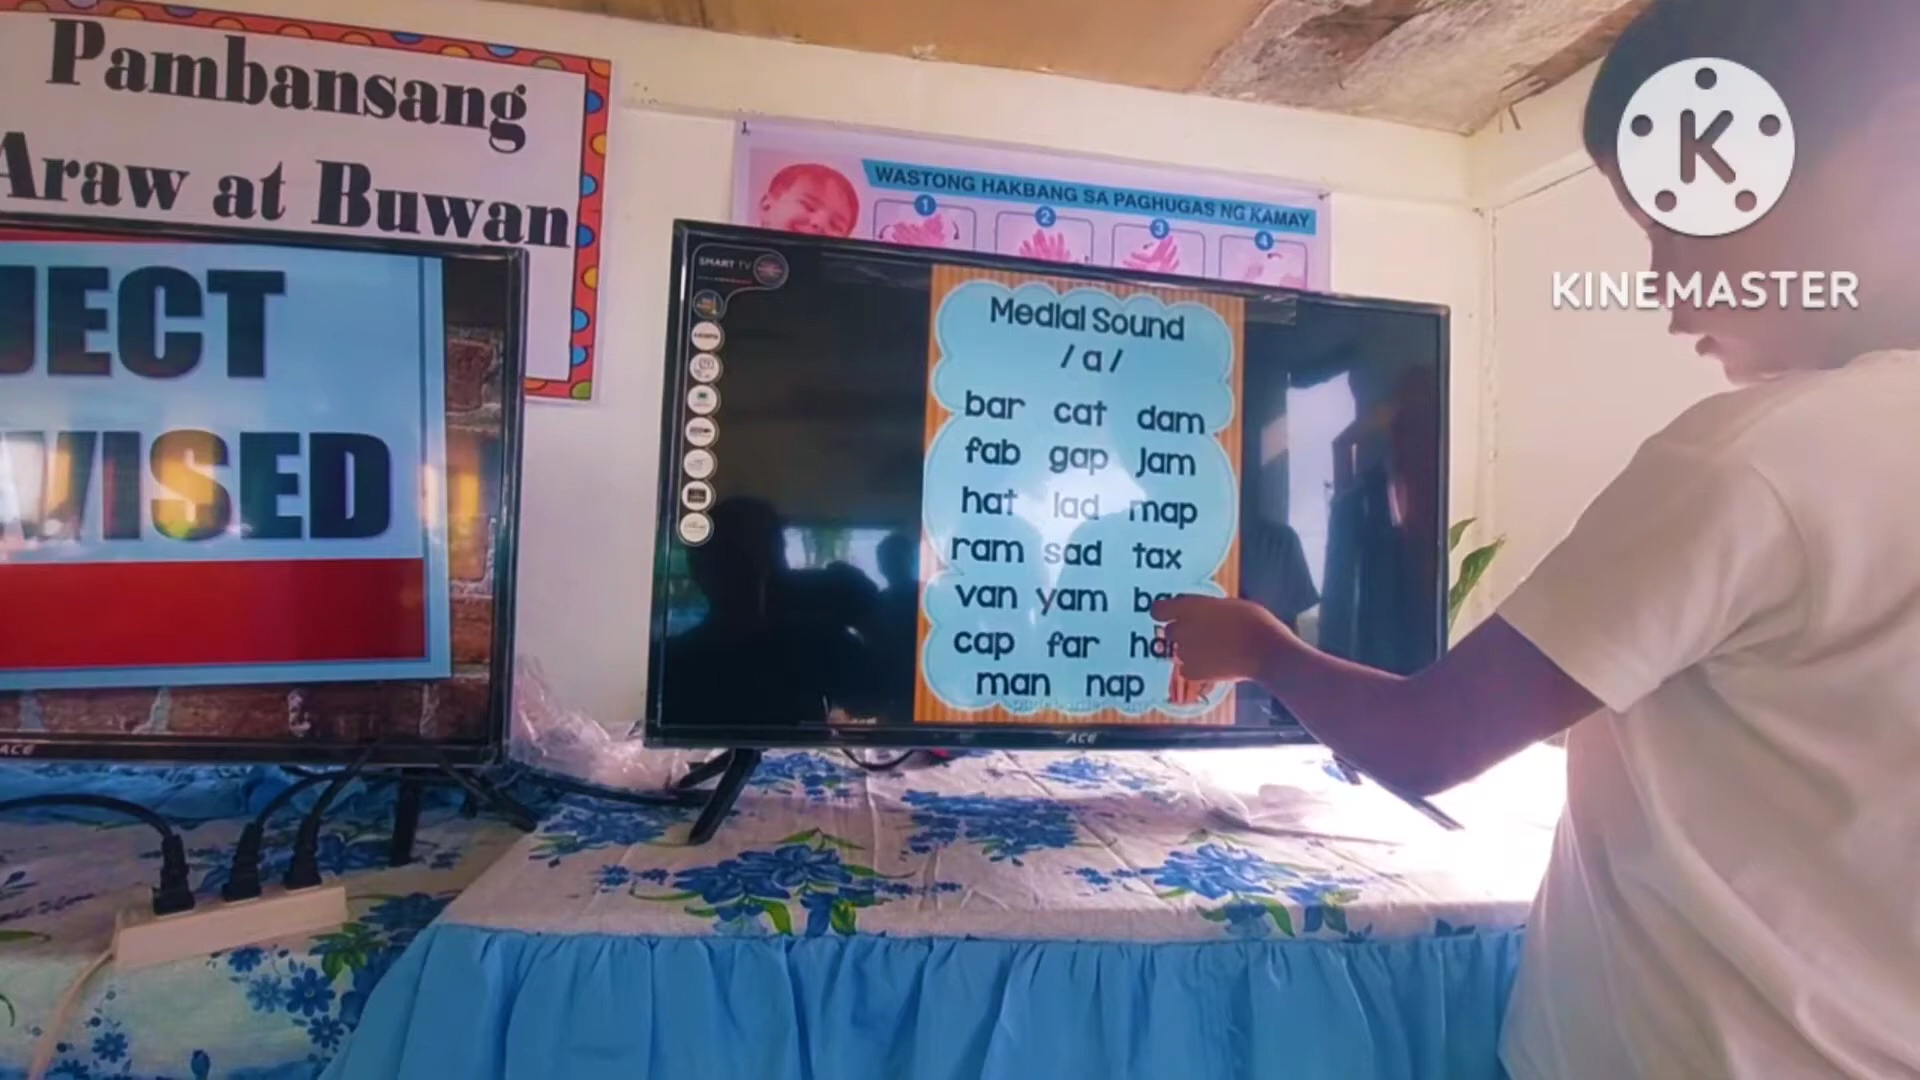 Pambansang
Araw at Buwan
JECT
VISED
ACE
1.
WASTONG HAKBANG SA PAGHUGAS NG KAMAY
1 2 3 4
SMART TV
Medial Sound
/a/
bar cat dam
fab gap jam
hat lad map
ram sad tax
van yam
cap far
man nap
ACE
K
KINEMASTER